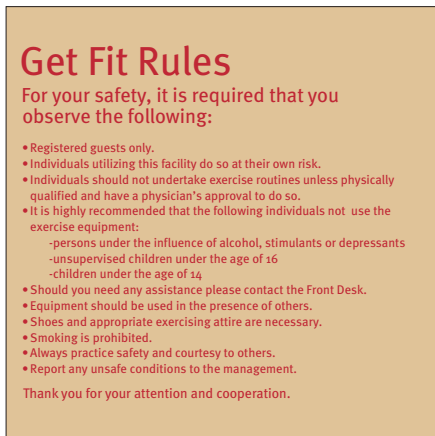 Get Fit Rules
For your safety, it is required that you
observe the following:
• Registered guests only.
• Individuals utilizing this facility do so at their own risk.
• Individuals should not undertake exercise routines unless physically
qualified and have a physician's approval to do so.
• It is highly recommended that the following individuals not use the
exercise equipment:
-persons under the influence of alcohol, stimulants or depressants
-unsupervised children under the age of 16
-children under the age of 14
• Should you need any assistance please contact the Front Desk.
• Equipment should be used in the presence of others.
• Shoes and appropriate exercising attire are necessary.
• Smoking is prohibited.
• Always practice safety and courtesy to others.
• Report any unsafe conditions to the management.
Thank you for your attention and cooperation.